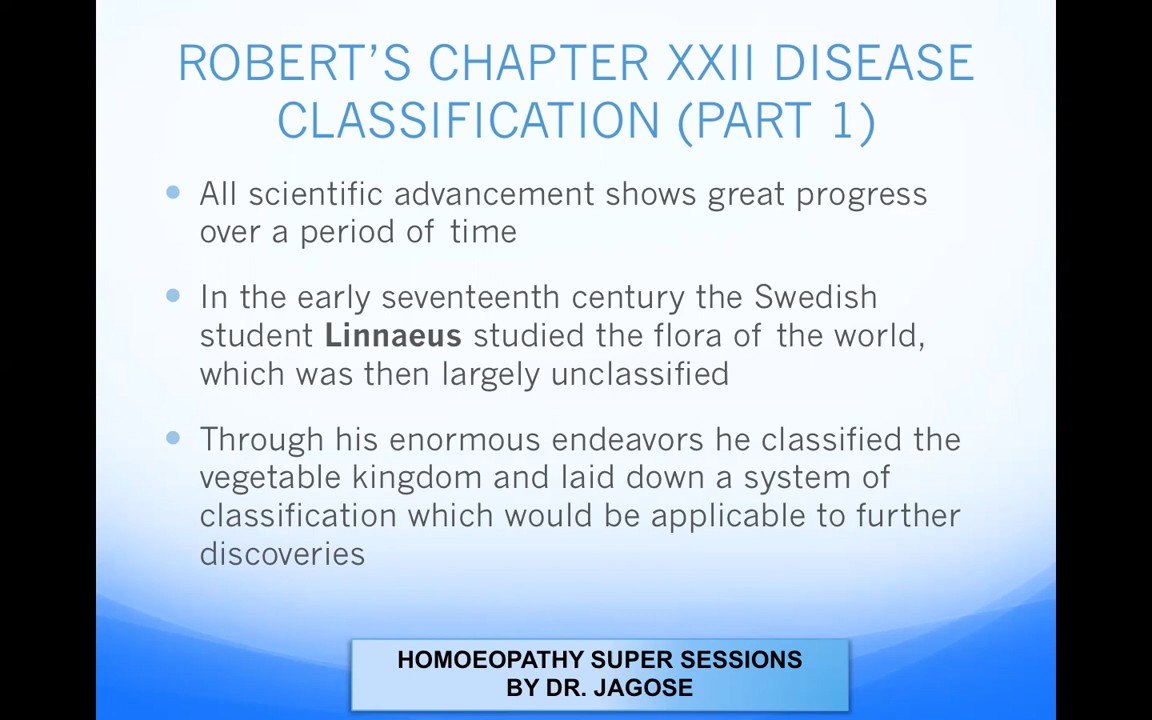 ROBERT'S CHAPTER XXII DISEASE
CLASSIFICATION (PART 1)
• All scientific advancement shows great progress
over a period of time
• In the early seventeenth century the Swedish
student Linnaeus studied the flora of the world,
which was then largely unclassified
• Through his enormous endeavors he classified the
vegetable kingdom and laid down a system of
classification which would be applicable to further
discoveries
HOMOEOPATHY SUPER SESSIONS
BY DR. JAGOSE